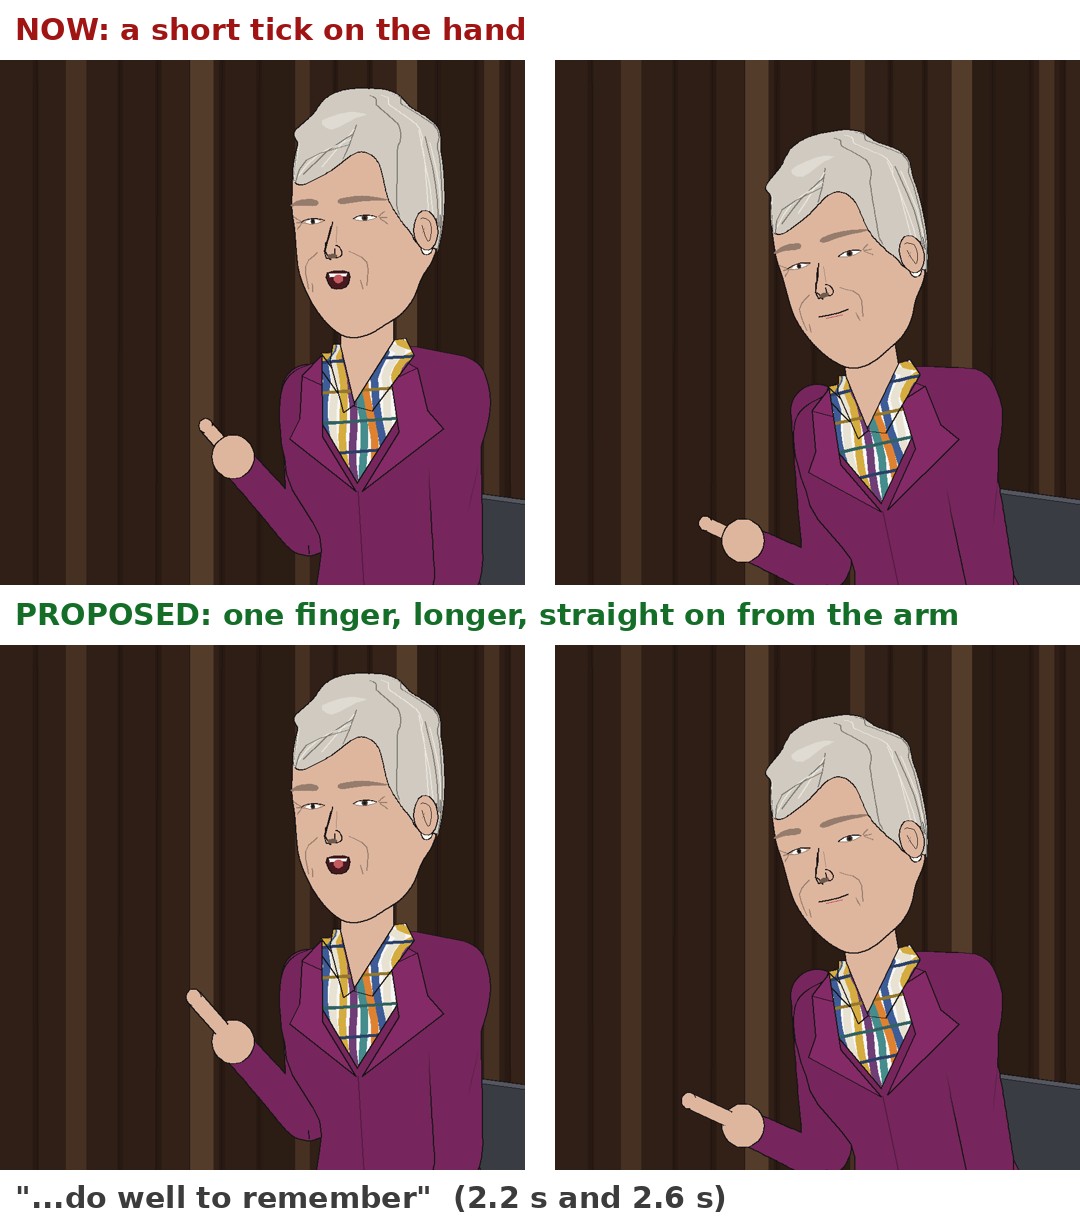 NOW: a short tick on the hand
PROPOSED: one finger, longer, straight on from the arm
"...do well to remember" (2.2 s and 2.6 s)